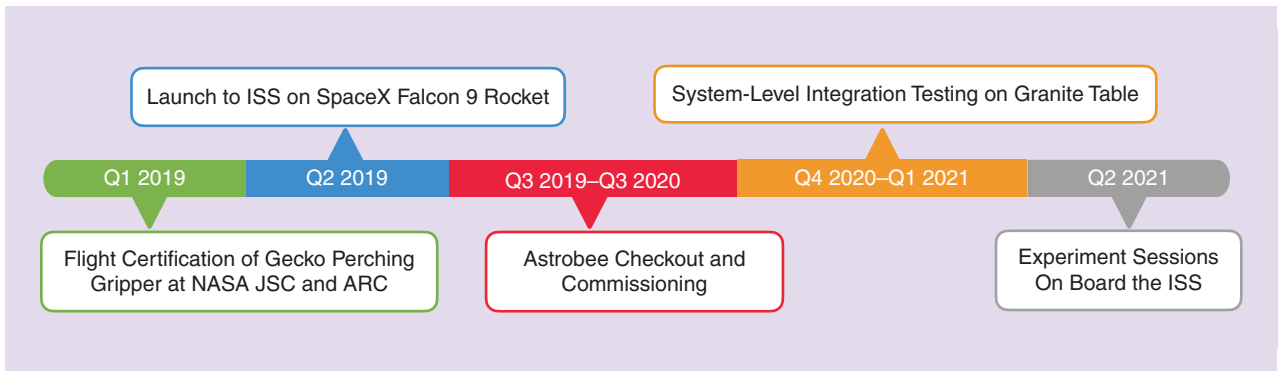 Launch to ISS on SpaceX Falcon 9 Rocket
System-Level Integration Testing on Granite Table
Q1 2019
Q2 2019
Q3 2019–Q3 2020
Q4 2020–Q1 2021
Q2 2021
Flight Certification of Gecko Perching
Gripper at NASA JSC and ARC
Astrobee Checkout and
Commissioning
Experiment Sessions
On Board the ISS